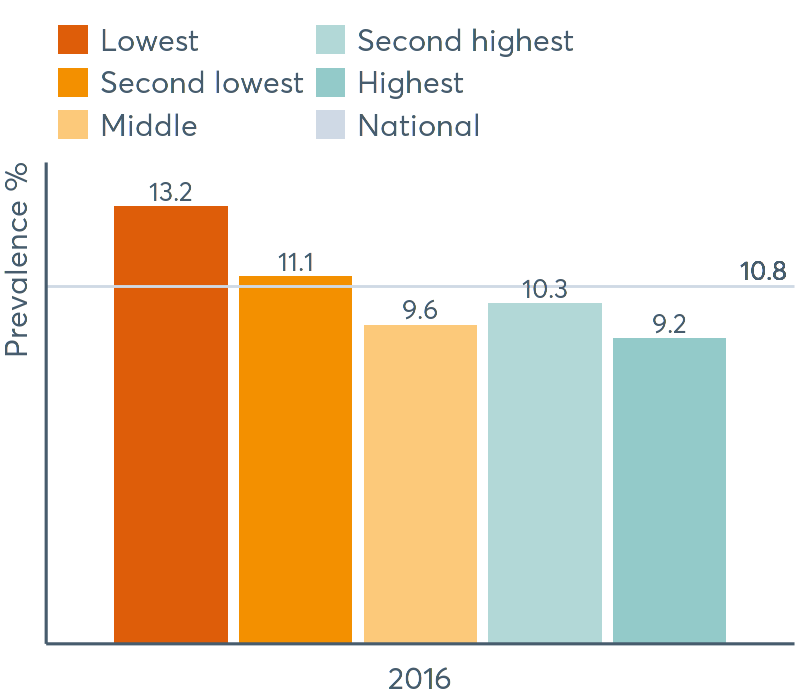 Lowest
Second lowest
Middle
Second highest
Highest
National
Prevalence %
13.2
11.1
9.6
10.3
9.2
10.8
2016